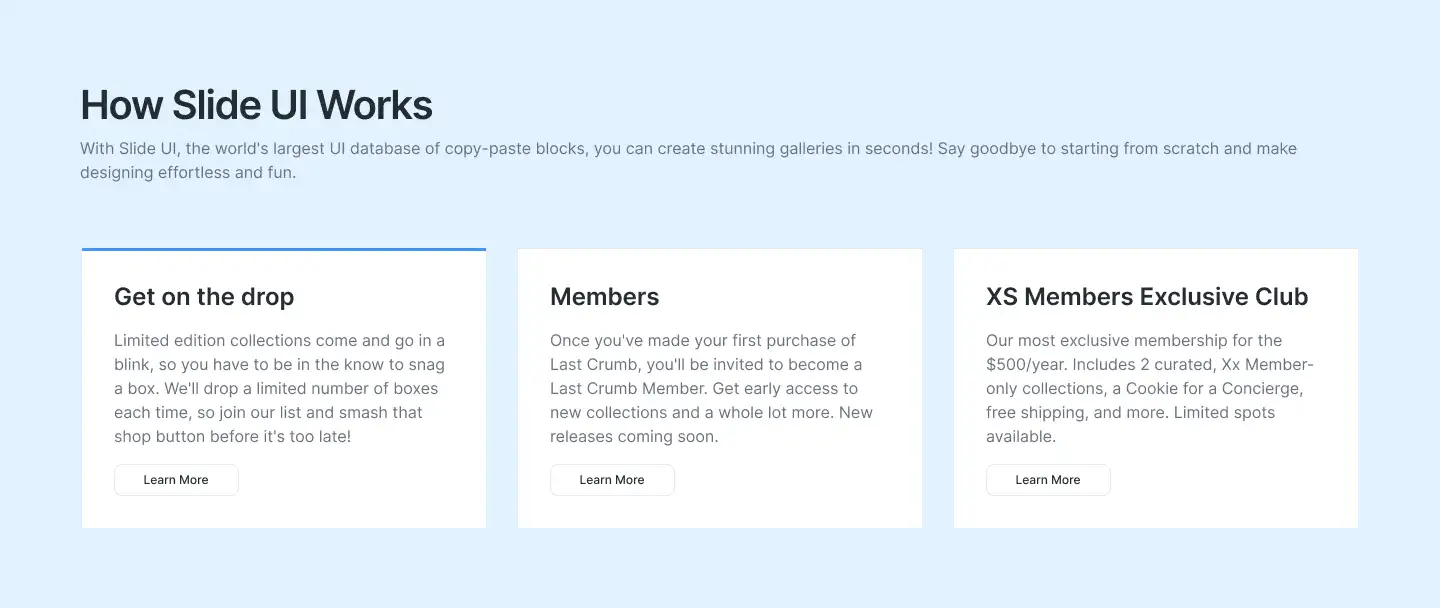 How Slide UI Works
With Slide UI, the world's largest UI database of copy-paste blocks, you can create stunning galleries in seconds! Say goodbye to starting from scratch and make
designing effortless and fun.
Get on the drop
Limited edition collections come and go in a
blink, so you have to be in the know to snag
a box. We'll drop a limited number of boxes
each time, so join our list and smash that
shop button before it's too late!
Learn More
Members
Once you've made your first purchase of
Last Crumb, you'll be invited to become a
Last Crumb Member. Get early access to
new collections and a whole lot more. New
releases coming soon.
Learn More
XS Members Exclusive Club
Our most exclusive membership for the
$500/year. Includes 2 curated, Xx Member-
only collections, a Cookie for a Concierge,
free shipping, and more. Limited spots
available.
Learn More